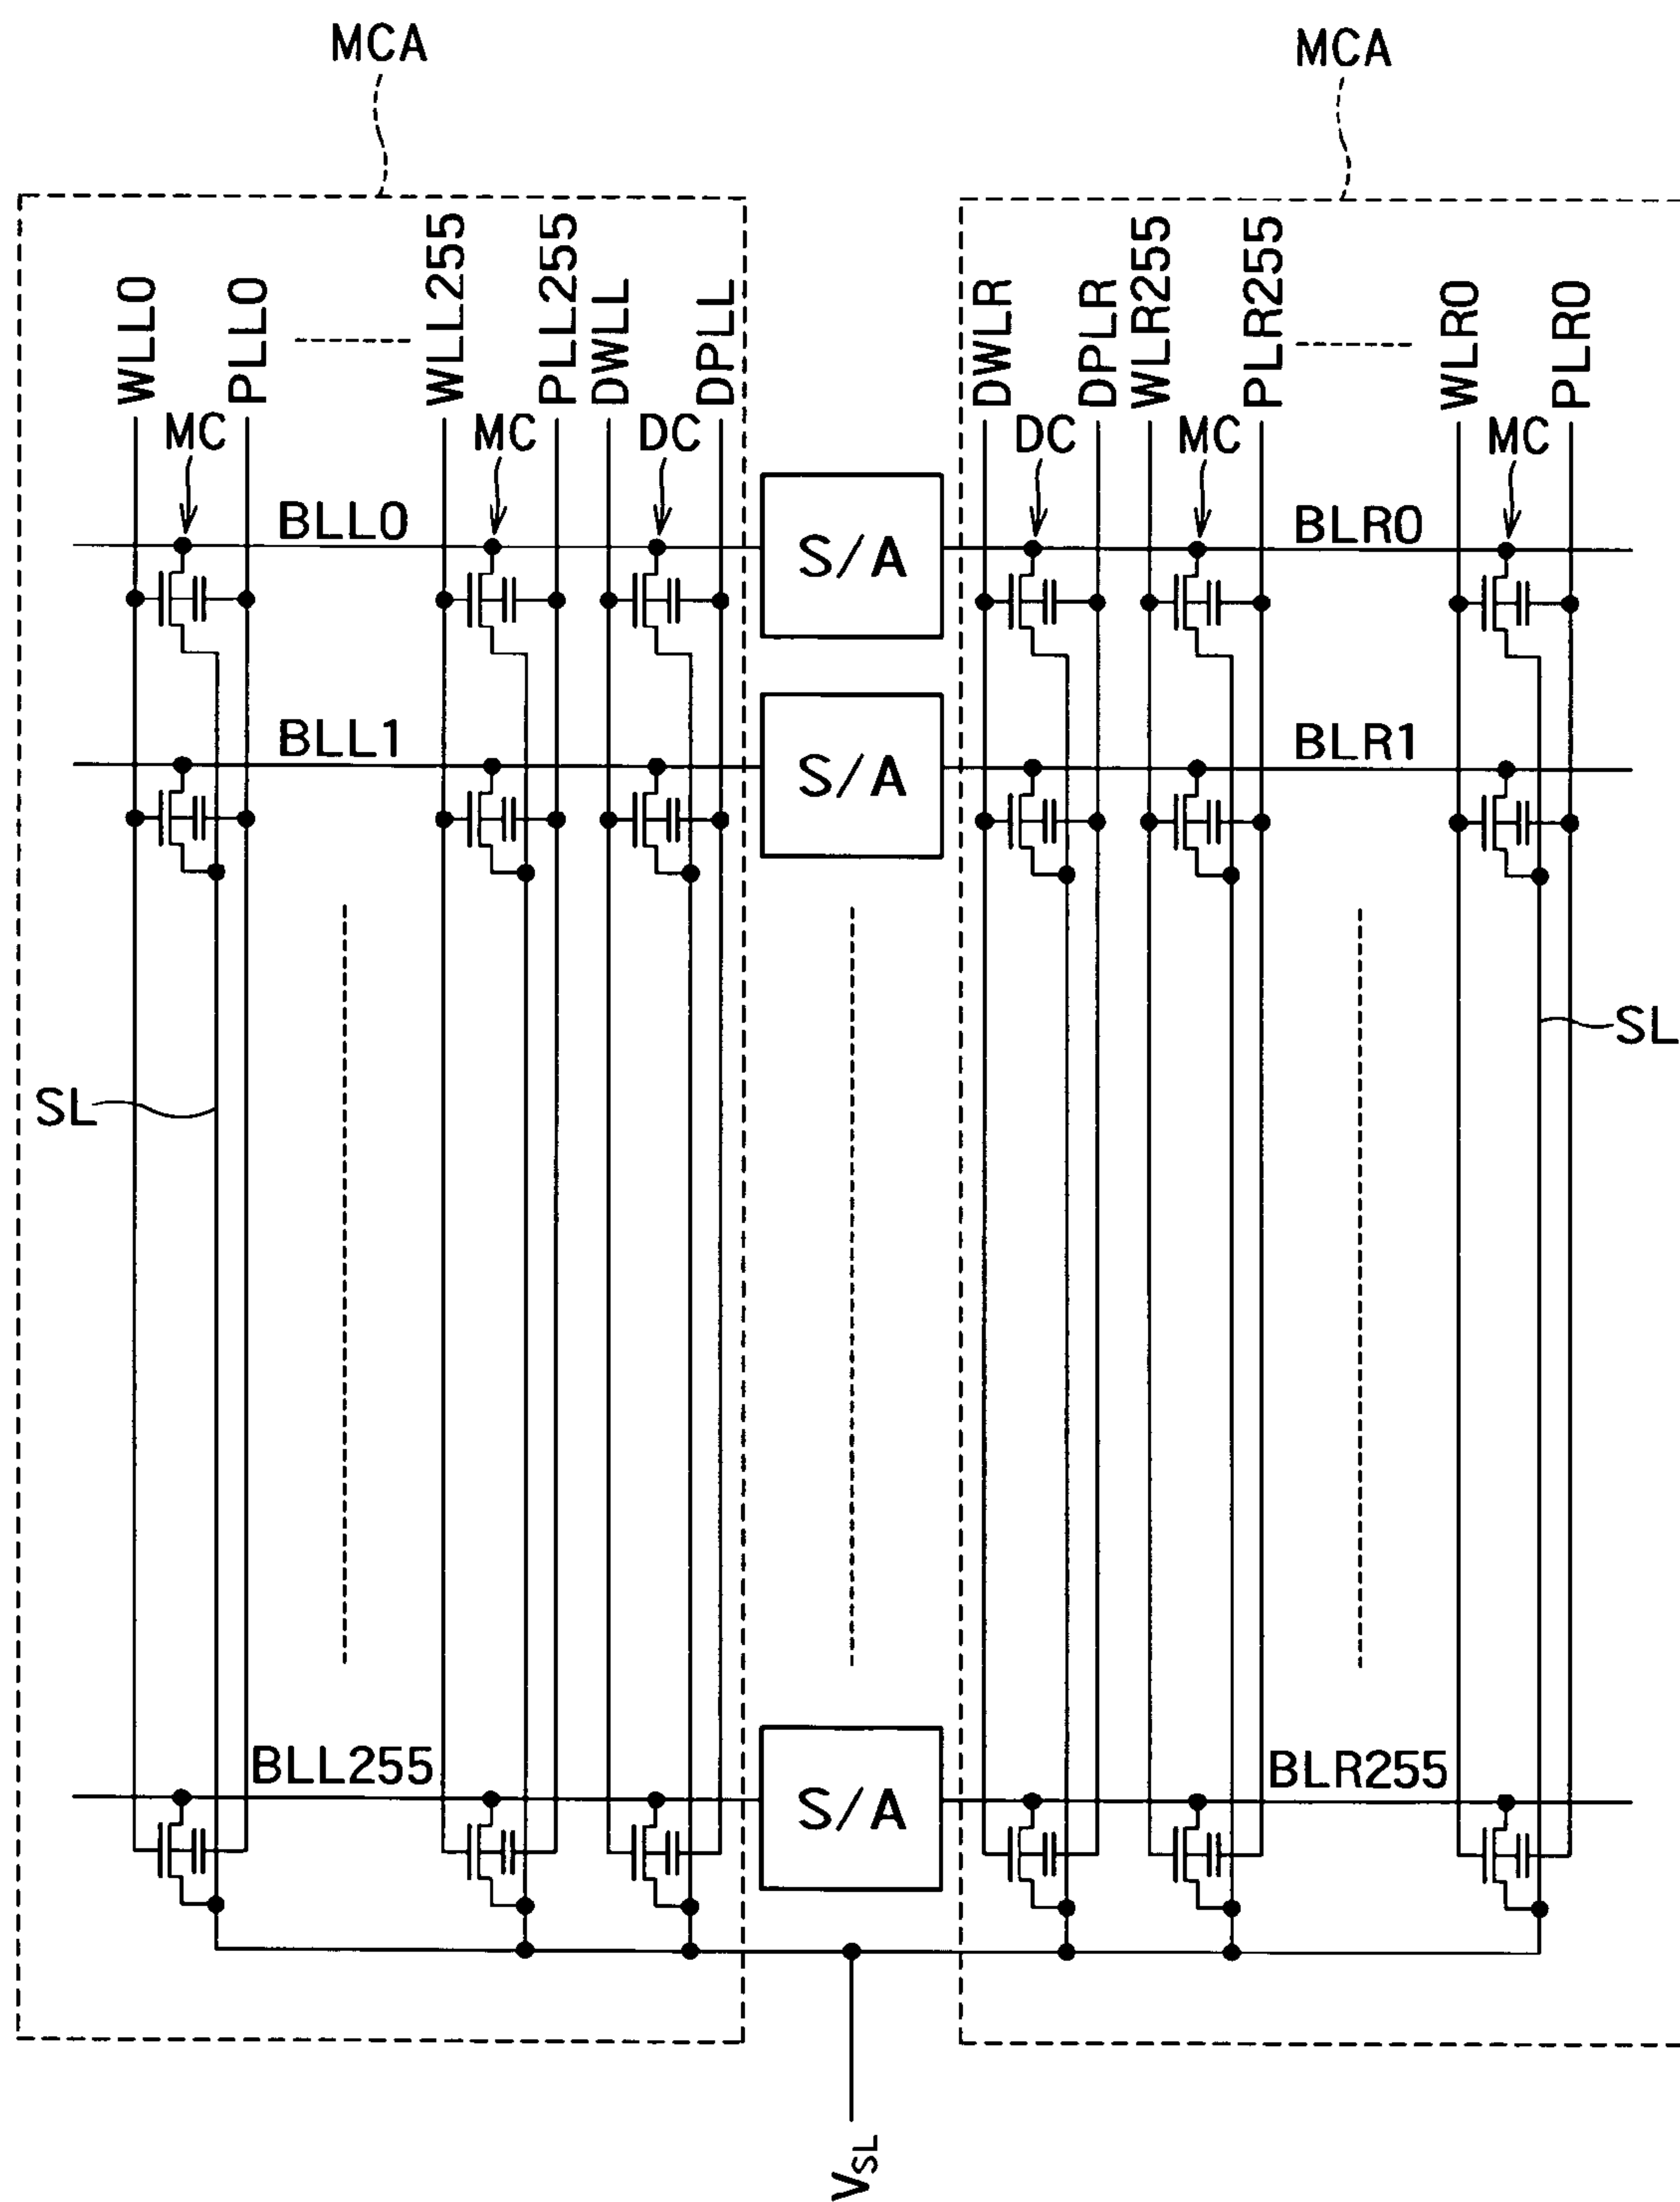 MCA
MCA
WLL0
PLL0
WLL255
PLL255
DWLL
DPLL
DWLR
DPLR
WLR255
PLR255
WLR0
PLR0
MC
MC
DC
DC
MC
MC
BLL0
S/A
BLR0
BLL1
S/A
BLR1
SL
SL
BLL255
S/A
BLR255
VSL